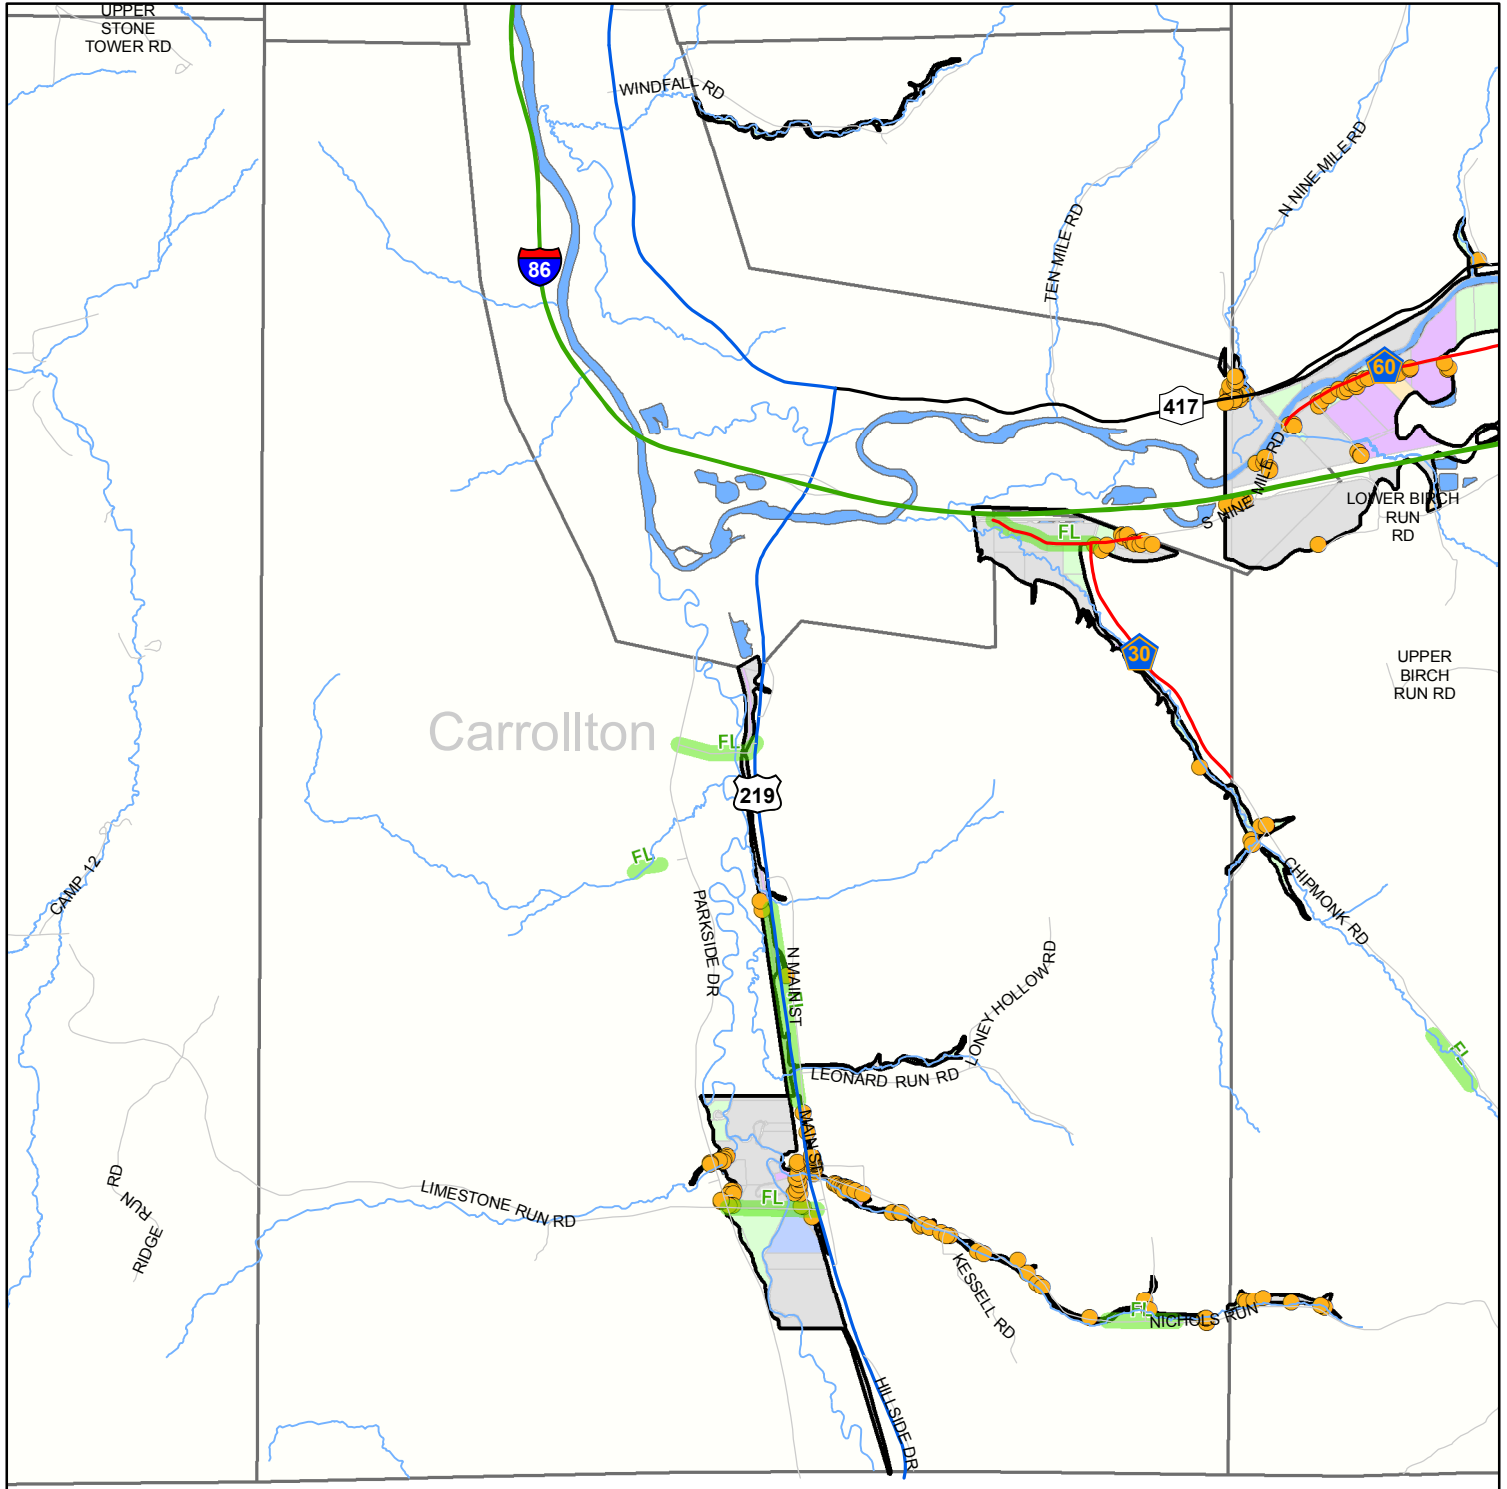 UPPER
STONE
TOWER RD
WINDFALL RD
N NINE MILE RD
TEN MILE RD
86
60
417
S NINE MILE RD
LOWER BIRCH
RUN
RD
FL
30
UPPER
BIRCH
RUN RD
Carrollton
FL
219
FL
CAMP 12
PARKSIDE DR
N MAIN ST
FL
CHIPMONK RD
LONEY HOLLOW RD
LEONARD RUN RD
FL
MAIN ST
LIMESTONE RUN RD
FL
RIDGE
RUN
RD
KESSELL RD
FL
NICHOLS RUN
HILLSIDE DR